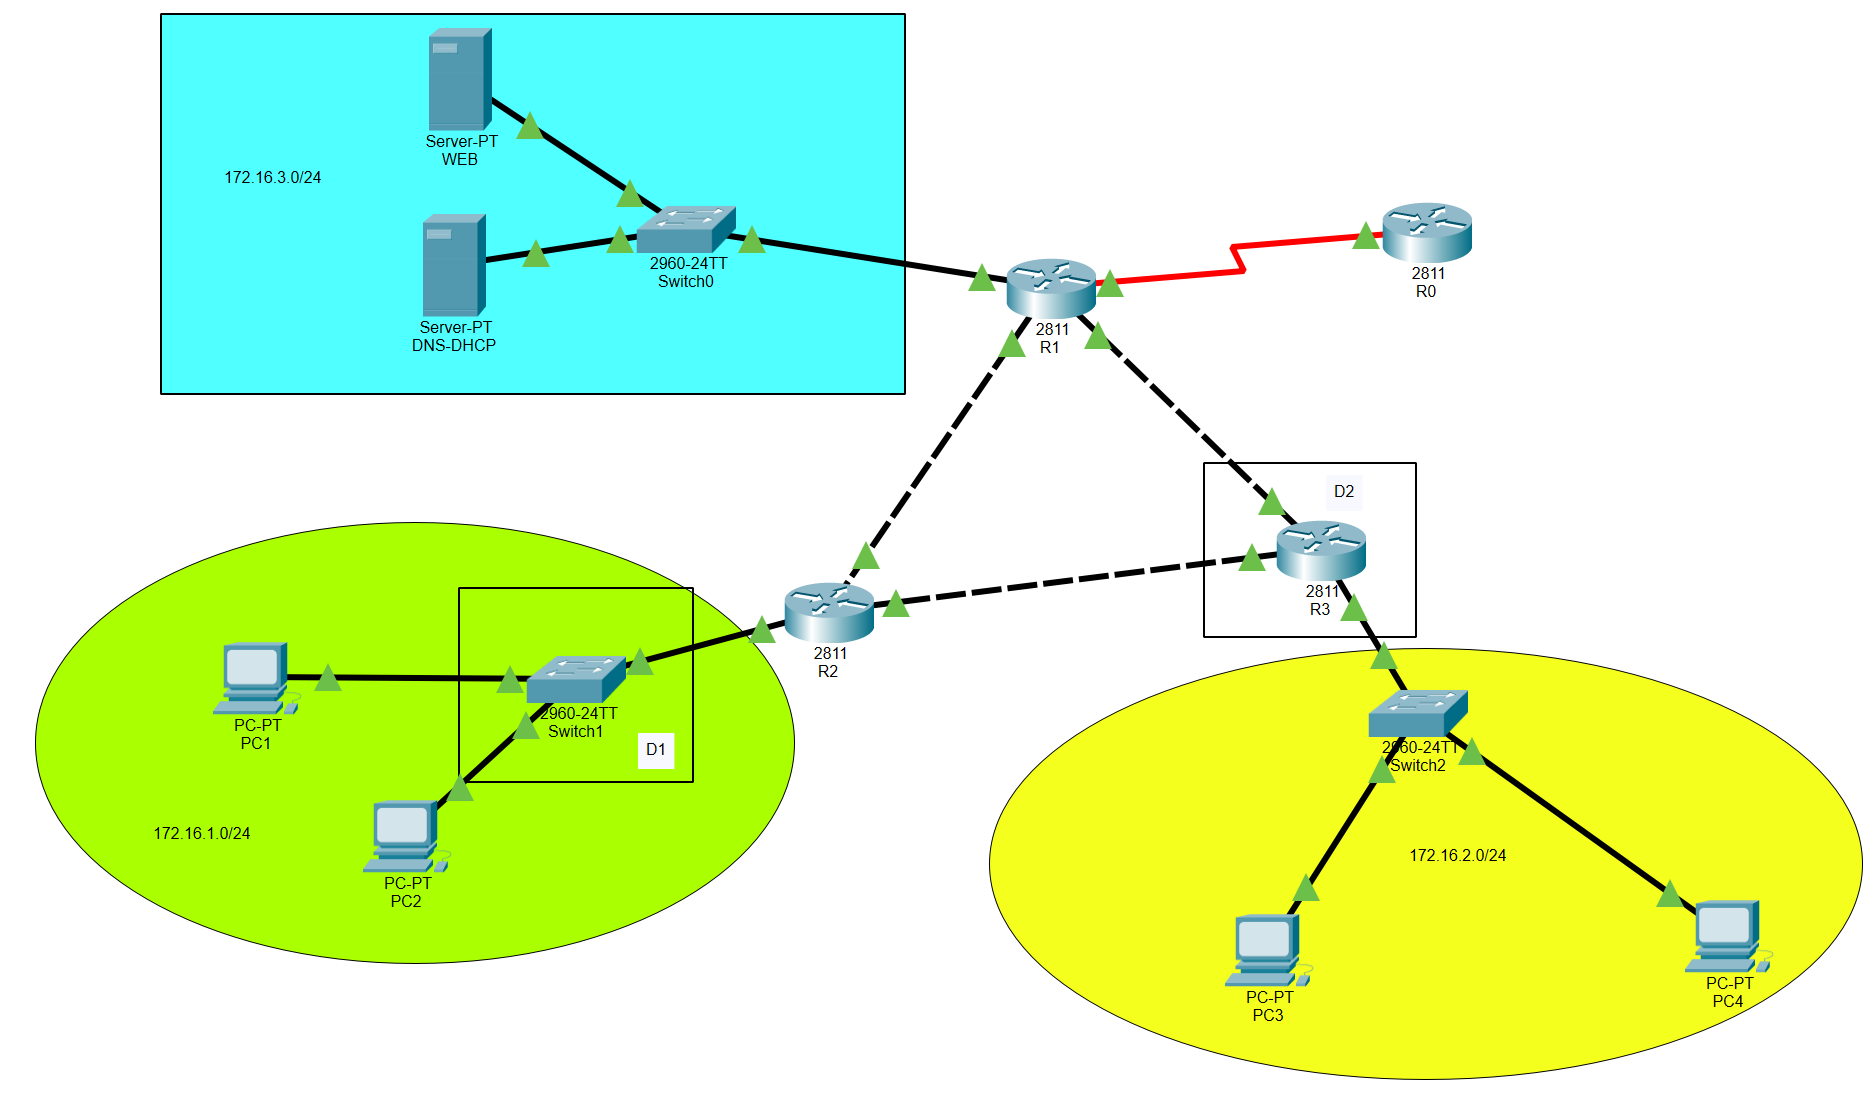 Server-PT
WEB
172.16.3.0/24
2960-24TT
Switch0
Server-PT
DNS-DHCP
2811
R0
2811
R1
D2
2811
R3
2811
R2
PC-PT
PC1
2960-24TT
Switch1
D1
2960-24TT
Switch2
172.16.1.0/24
PC-PT
PC2
172.16.2.0/24
PC-PT
PC3
PC-PT
PC4